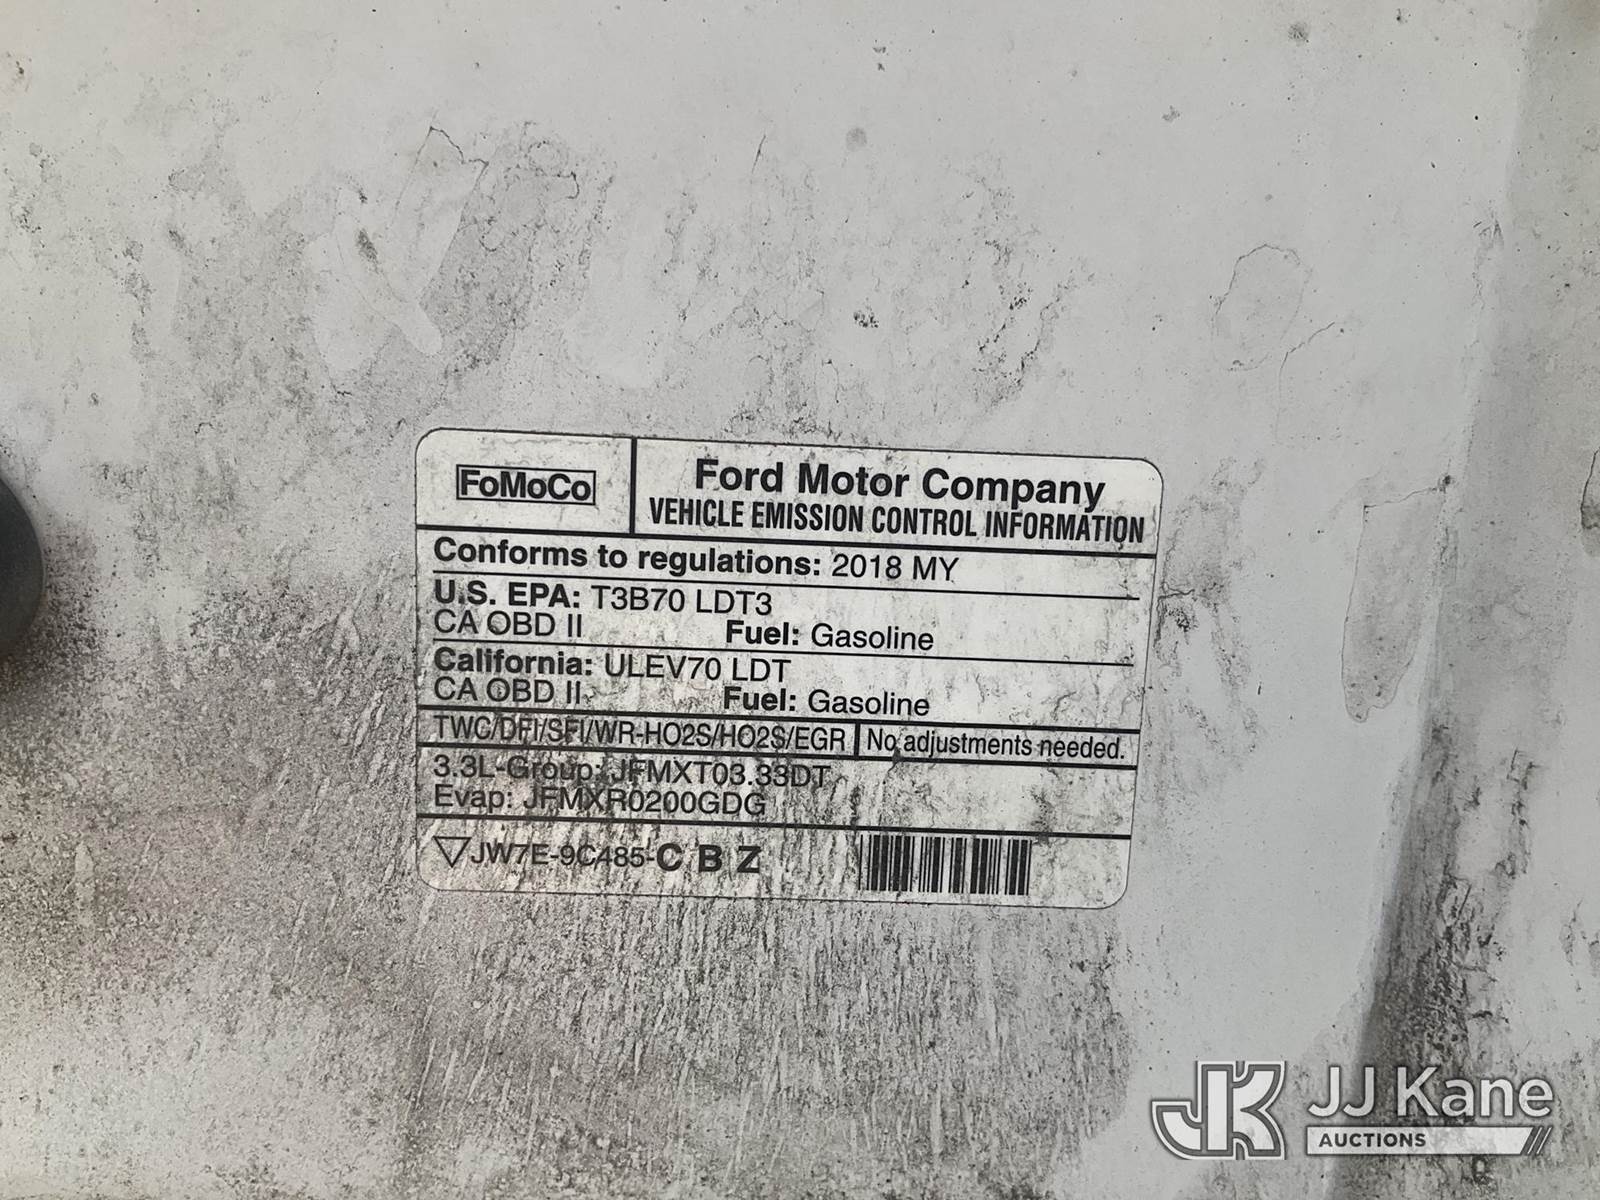 FoMoCo
Ford Motor Company
VEHICLE EMISSION CONTROL INFORMATION
Conforms to regulations: 2018 MY
U.S. EPA: T3B70 LDT3
CA OBD II Fuel: Gasoline
California: ULEV70 LDT
CA OBD II Fuel: Gasoline
TWC/DFI/SFI/WR-HO2S/HO2S/EGR No adjustments needed.
3.3L-Group: JFMXT03.33DT
Evap: JFMXR0200GDG
JW7E-9C485-C B Z
JK JJ Kane
AUCTIONS